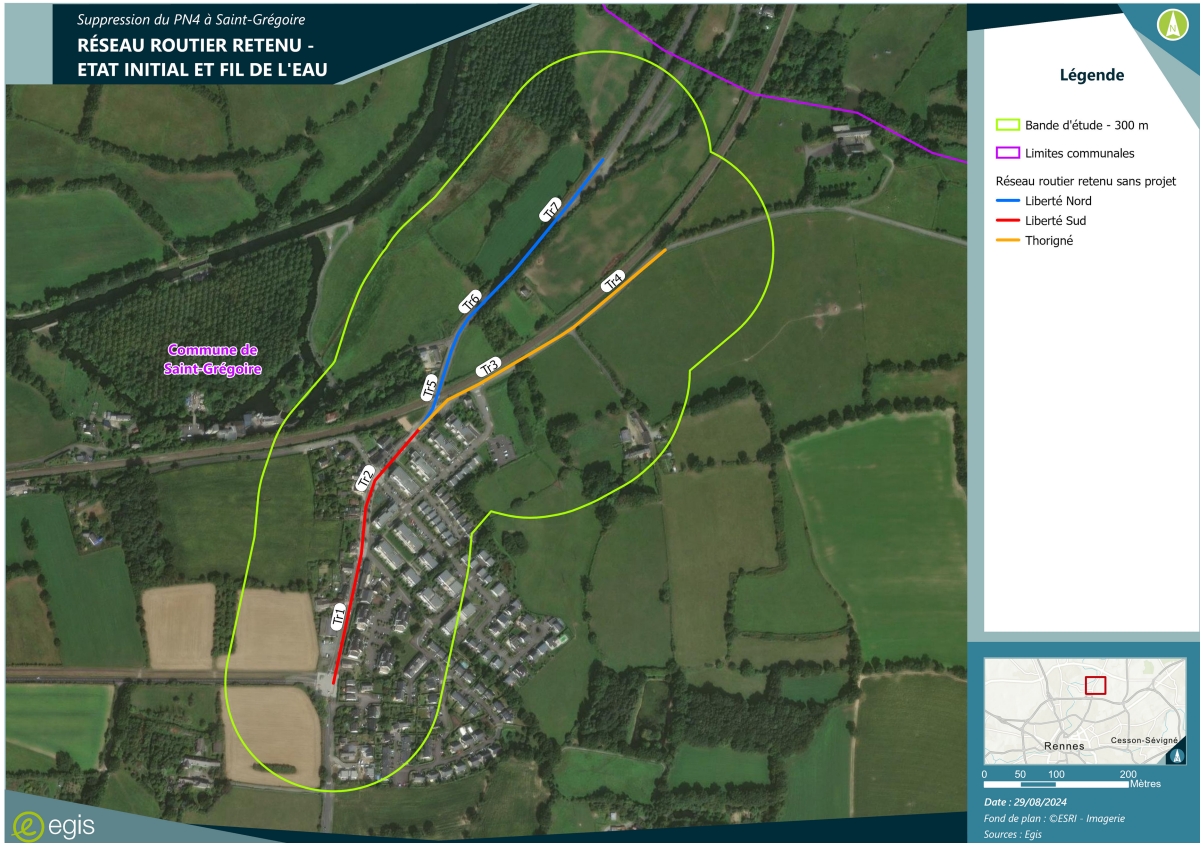 Suppression du PN4 à Saint-Grégoire
RÉSEAU ROUTIER RETENU -
ETAT INITIAL ET FIL DE L'EAU
N
Légende
Bande d'étude - 300 m
Limites communales
Réseau routier retenu sans projet
Liberté Nord
Liberté Sud
Thorigné
Tr7
Tr4
Tr6
Tr3
Tr5
Commune de
Saint-Grégoire
Tr2
Tr1
Rennes
Cesson-Sévigné
0 50 100 200
Mètres
Date : 29/08/2024
Fond de plan : ©ESRI - Imagerie
Sources : Egis
egis